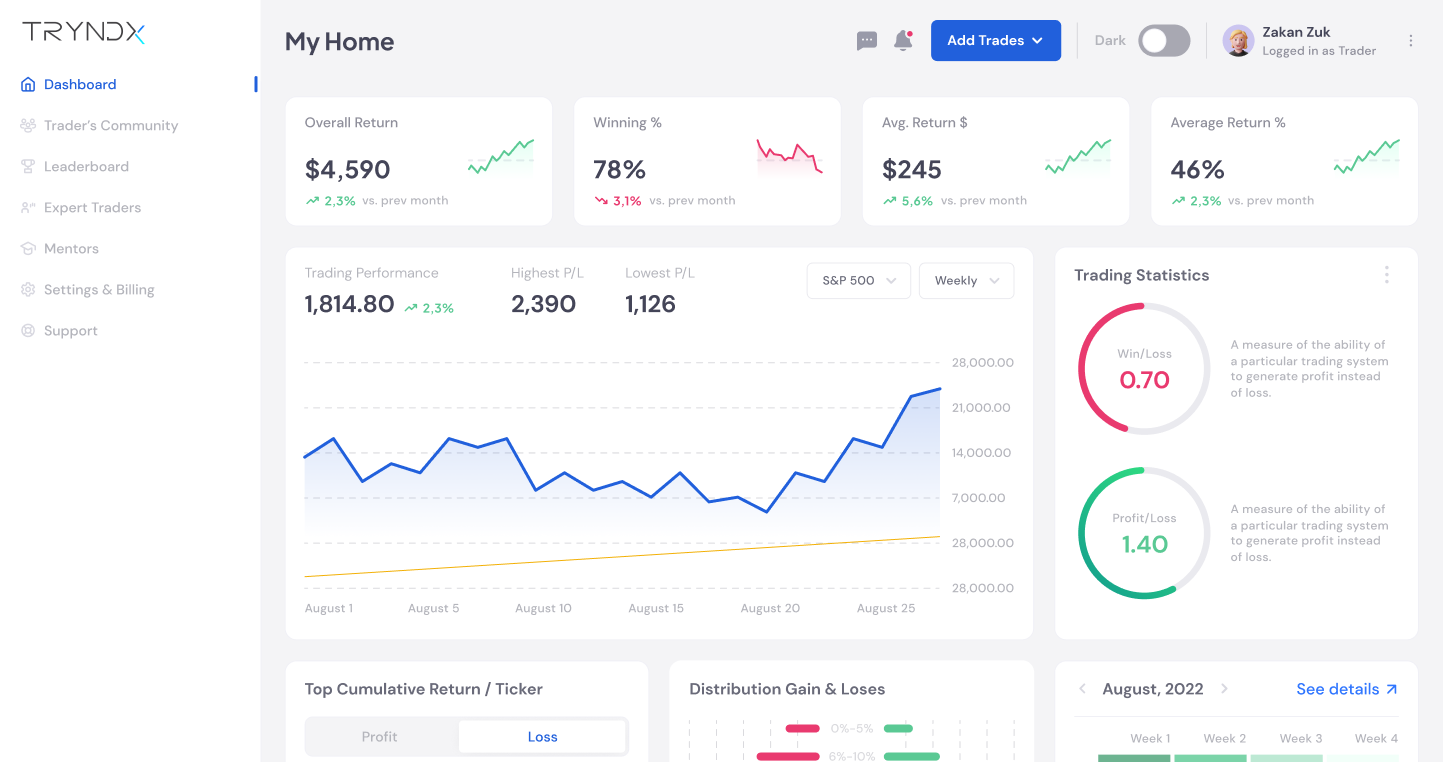 TRYNDX
Dashboard
Trader's Community
Leaderboard
Expert Traders
Mentors
Settings & Billing
Support
My Home
Add Trades
Dark
Zakan Zuk
Logged in as Trader
Overall Return
$4,590
2,3% vs. prev month
Winning %
78%
3,1% vs. prev month
Avg. Return $
$245
5,6% vs. prev month
Average Return %
46%
2,3% vs. prev month
Trading Performance
1,814.80 2,3%
Highest P/L
2,390
Lowest P/L
1,126
S&P 500
Weekly
28,000.00
21,000.00
14,000.00
7,000.00
28,000.00
28,000.00
August 1 August 5 August 10 August 15 August 20 August 25
Trading Statistics
Win/Loss
0.70
A measure of the ability of
a particular trading system
to generate profit instead
of loss.
Profit/Loss
1.40
A measure of the ability of
a particular trading system
to generate profit instead
of loss.
Top Cumulative Return / Ticker
Profit Loss
Distribution Gain & Loses
0%-5%
6%-10%
August, 2022
See details
Week 1 Week 2 Week 3 Week 4